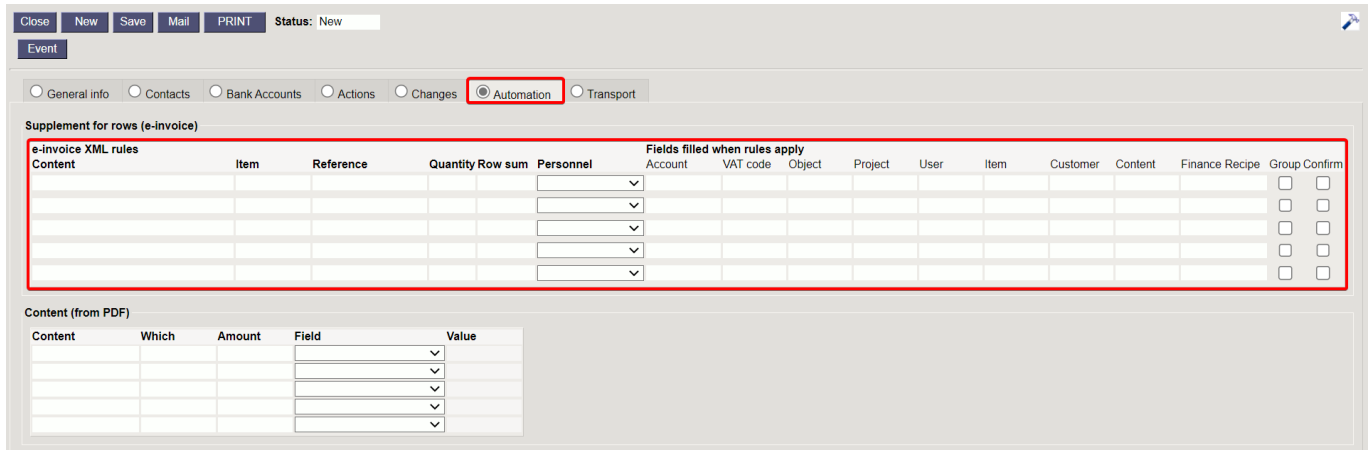 Close New Save Mail PRINT Status: New
Event
General info Contacts Bank Accounts Actions Changes Automation Transport
Supplement for rows (e-invoice)
e-invoice XML rules Fields filled when rules apply
Content Item Reference Quantity Row sum Personnel Account VAT code Object Project User Item Customer Content Finance Recipe Group Confirm
Content (from PDF)
Content Which Amount Field Value